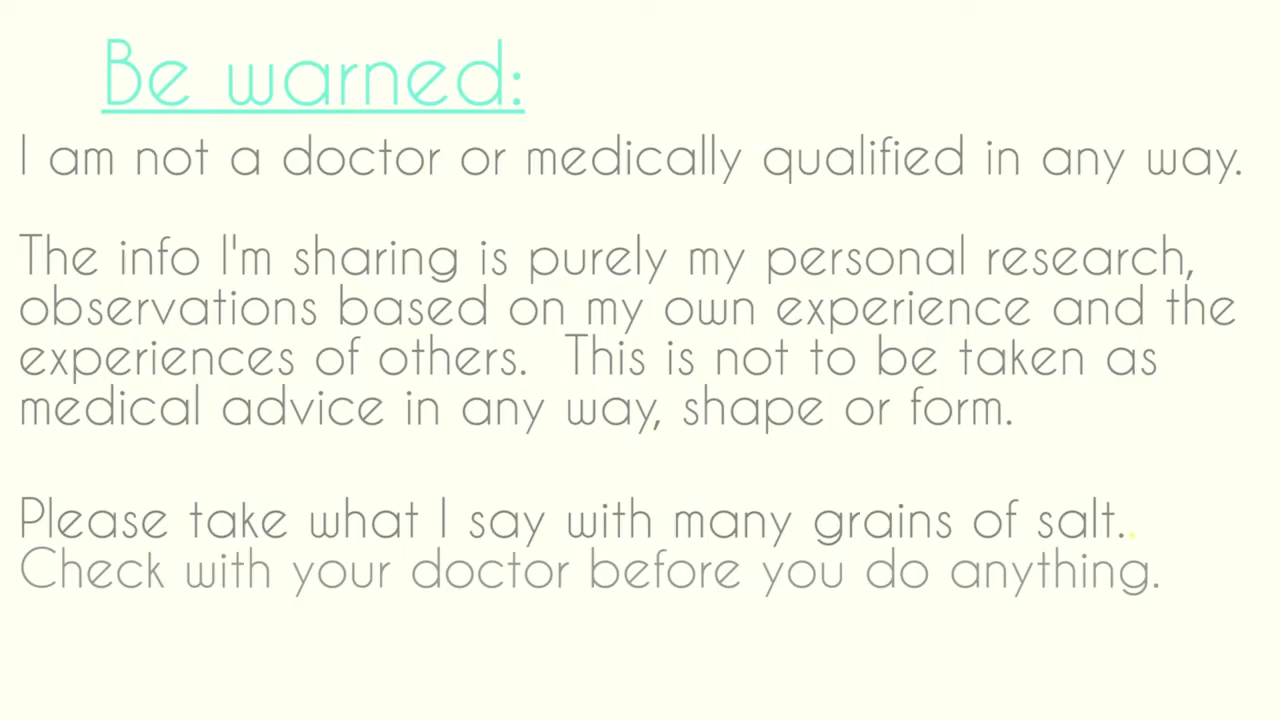 Be warned:
I am not a doctor or medically qualified in any way.
The info I'm sharing is purely my personal research,
observations based on my own experience and the
experiences of others.  This is not to be taken as
medical advice in any way, shape or form.
Please take what I say with many grains of salt..
Check with your doctor before you do anything.